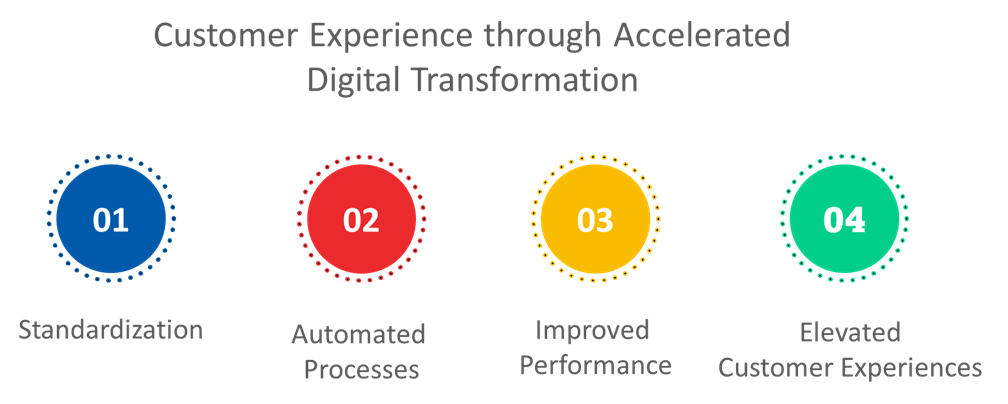 Customer Experience through Accelerated
Digital Transformation
01
02
03
04
Standardization
Automated
Processes
Improved
Performance
Elevated
Customer Experiences